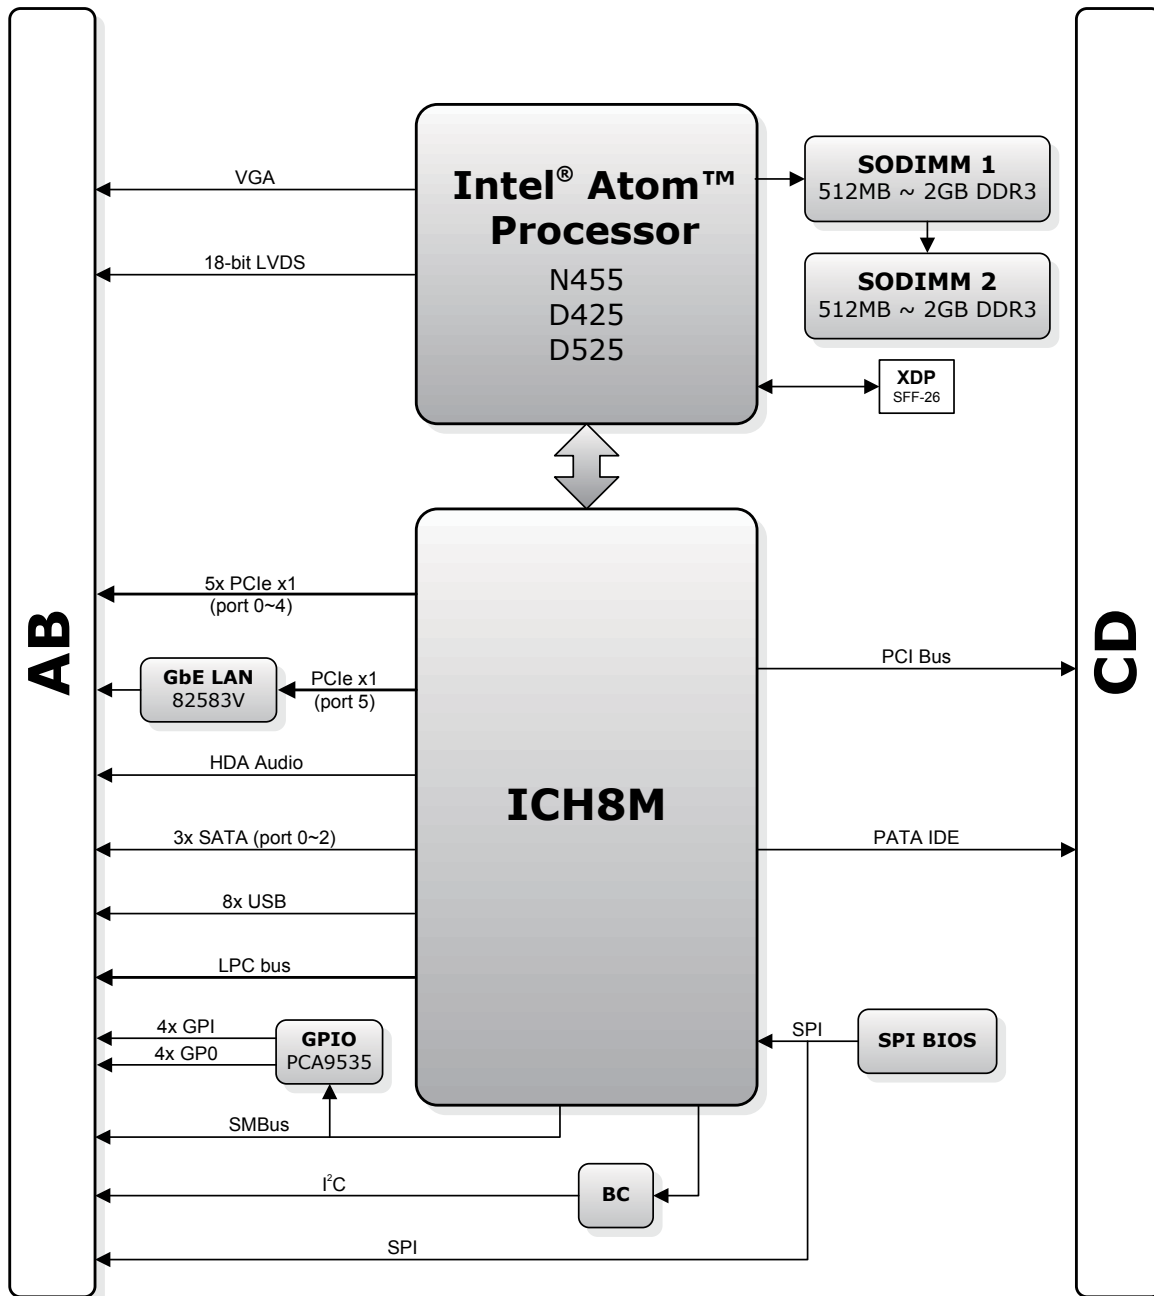 Intel® Atom™
Processor
N455
D425
D525
SODIMM 1
512MB ~ 2GB DDR3
SODIMM 2
512MB ~ 2GB DDR3
XDP
SFF-26
VGA
18-bit LVDS
AB
CD
ICH8M
5x PCIe x1
(port 0~4)
GbE LAN
82583V
PCIe x1
(port 5)
HDA Audio
3x SATA (port 0~2)
8x USB
LPC bus
4x GPI
4x GP0
GPIO
PCA9535
SMBus
I²C
BC
SPI
PCI Bus
PATA IDE
SPI
SPI BIOS